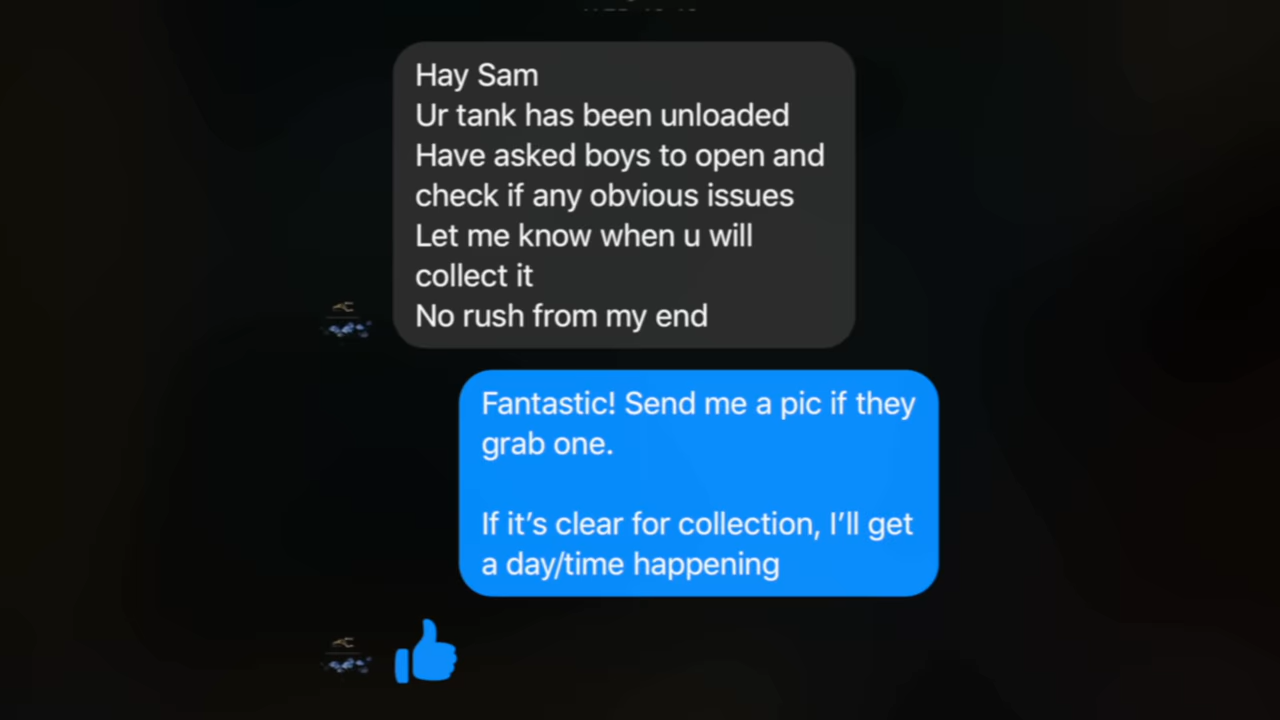 Hay Sam
Ur tank has been unloaded
Have asked boys to open and
check if any obvious issues
Let me know when u will
collect it
No rush from my end
Fantastic! Send me a pic if they
grab one.
If it’s clear for collection, I’ll get
a day/time happening